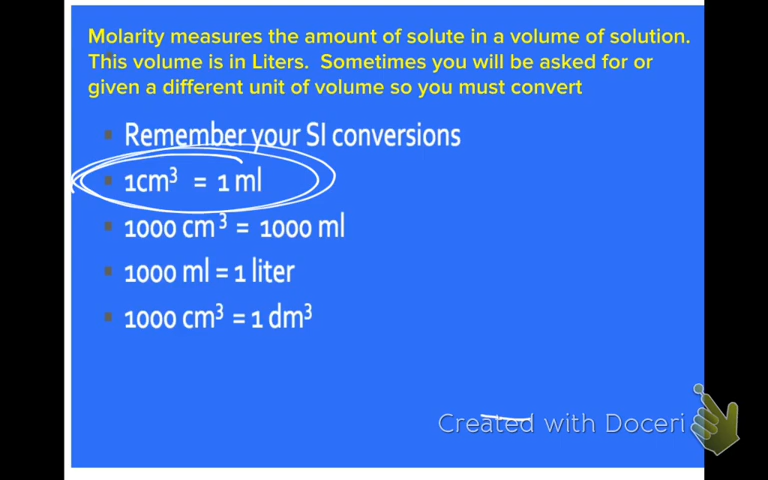 Molarity measures the amount of solute in a volume of solution.
This volume is in Liters. Sometimes you will be asked for or
given a different unit of volume so you must convert
Remember your SI conversions
1cm³ = 1 ml
1000 cm³ = 1000 ml
1000 ml = 1 liter
1000 cm³ = 1 dm³
Created with Doceri